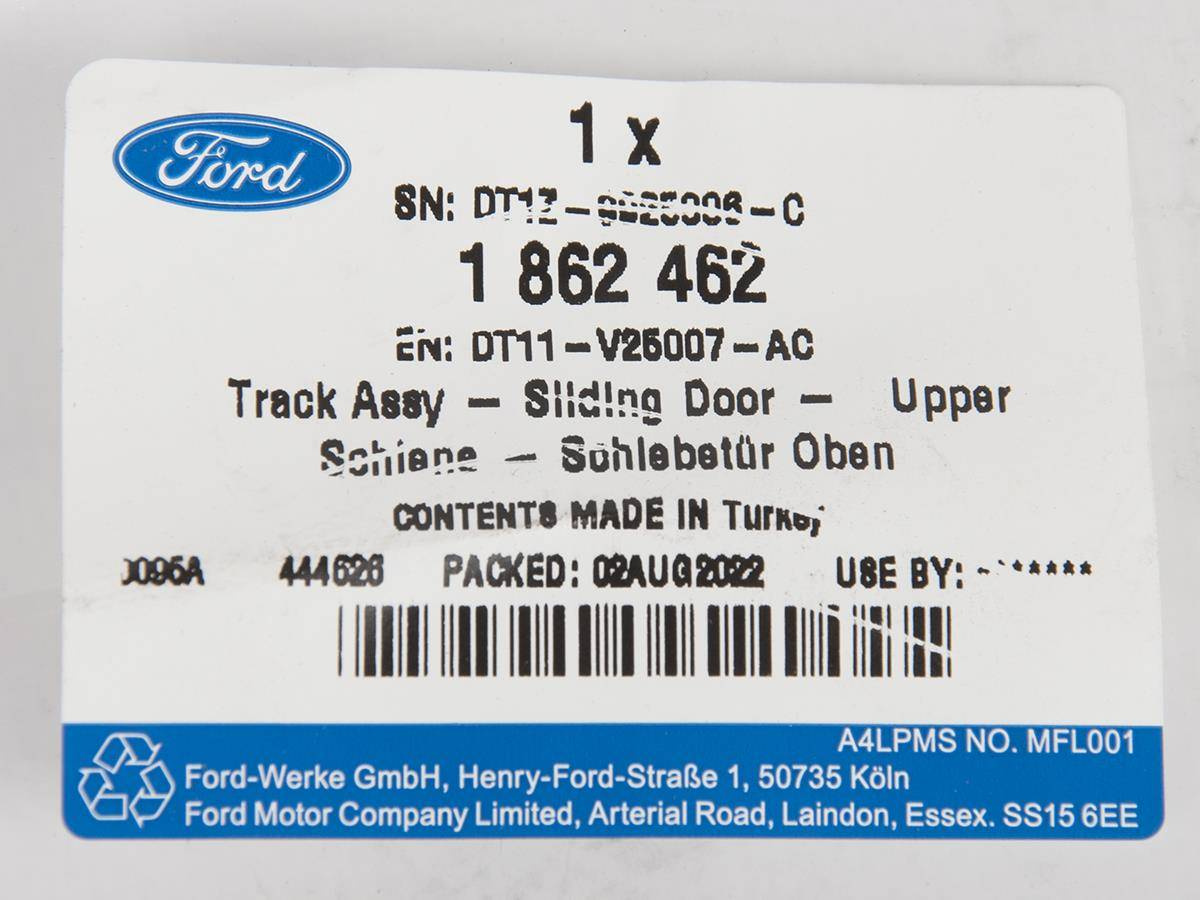 Ford
1 x
SN: DT1Z - - C
1 862 462
EN: DT11 - V25007 - AC
Track Assy - Sliding Door - Upper
Schiene - Schiebetür Oben
CONTENTS MADE IN Turkey
444626 PACKED: 02AUG2022 USE BY:
A4LPMS NO. MFL001
Ford-Werke GmbH, Henry-Ford-Straße 1, 50735 Köln
Ford Motor Company Limited, Arterial Road, Laindon, Essex. SS15 6EE